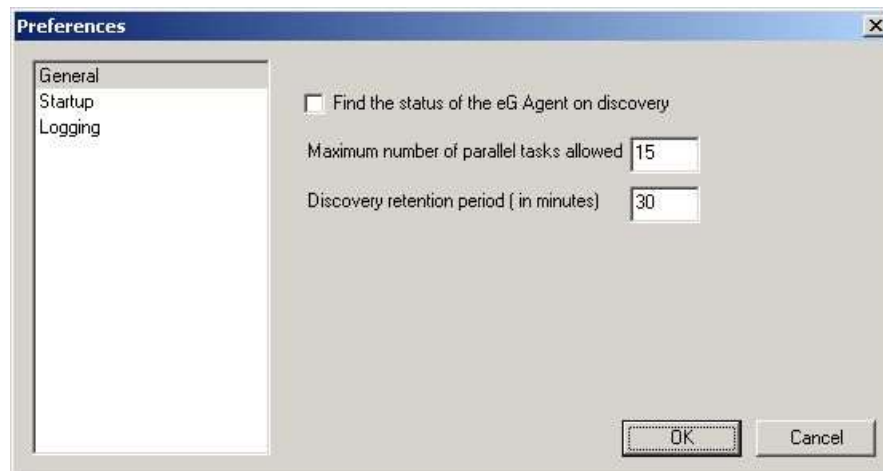 Preferences
General
Startup
Logging
Find the status of the eG Agent on discovery
Maximum number of parallel tasks allowed 15
Discovery retention period ( in minutes) 30
OK Cancel